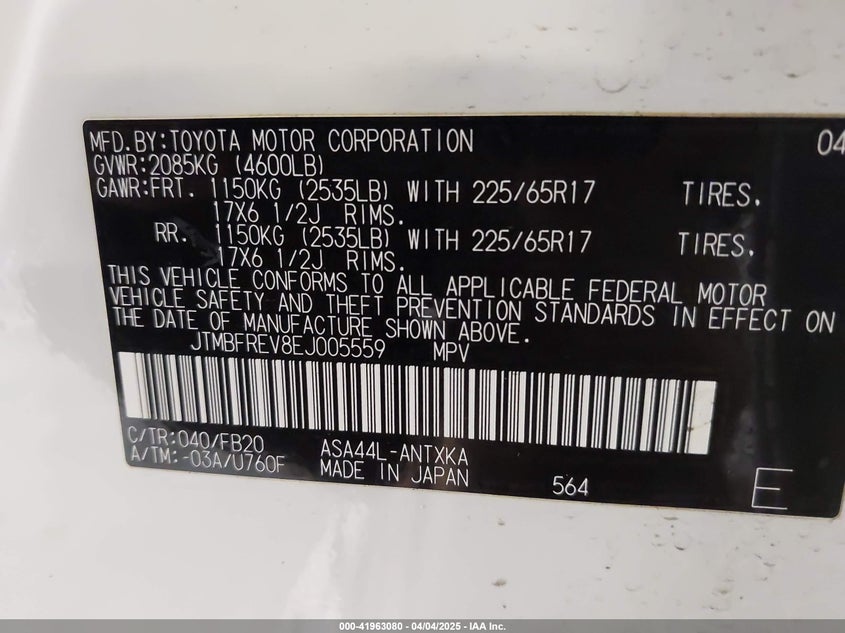 MFD.BY:TOYOTA MOTOR CORPORATION 04
GVWR:2085KG (4600LB)
GAWR:FRT. 1150KG (2535LB) WITH 225/65R17 TIRES.
17X6 1/2J RIMS.
RR. 1150KG (2535LB) WITH 225/65R17 TIRES.
17X6 1/2J RIMS.
THIS VEHICLE CONFORMS TO ALL APPLICABLE FEDERAL MOTOR
VEHICLE SAFETY AND THEFT PREVENTION STANDARDS IN EFFECT ON
THE DATE OF MANUFACTURE SHOWN ABOVE.
JTMBFREV8EJ005559 MPV
C/TR:040/FB20 ASA44L-ANTXKA
A/TM:-03A/U760F MADE IN JAPAN 564 E
000-41963080 - 04/04/2025 - IAA Inc.